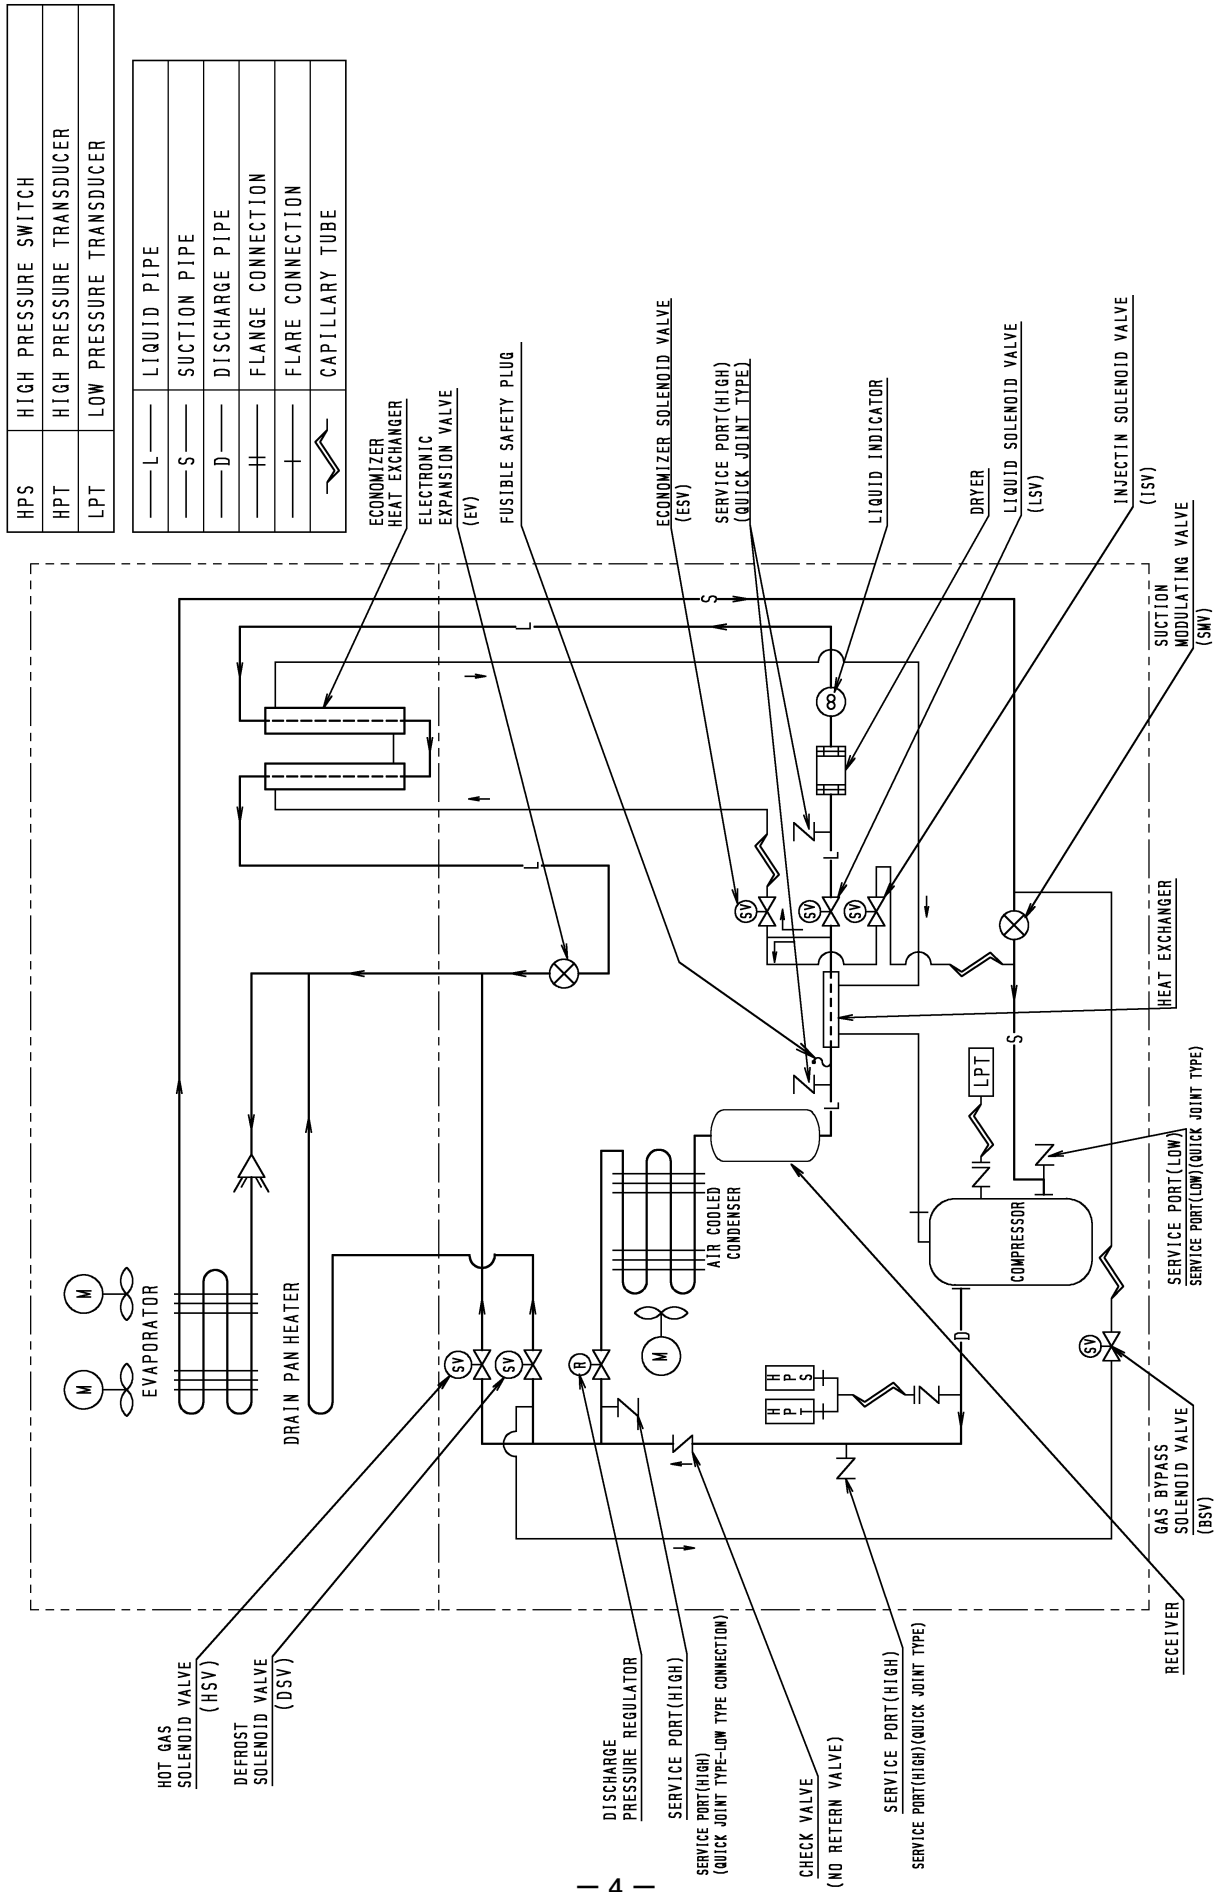 HPS HIGH PRESSURE SWITCH
HPT HIGH PRESSURE TRANSDUCER
LPT LOW PRESSURE TRANSDUCER
L LIQUID PIPE
S SUCTION PIPE
D DISCHARGE PIPE
FLANGE CONNECTION
FLARE CONNECTION
CAPILLARY TUBE
ECONOMIZER
HEAT EXCHANGER
ELECTRONIC
EXPANSION VALVE
(EV)
FUSIBLE SAFETY PLUG
ECONOMIZER SOLENOID VALVE
(ESV)
SERVICE PORT(HIGH)
(QUICK JOINT TYPE)
LIQUID INDICATOR
DRYER
LIQUID SOLENOID VALVE
(LSV)
INJECTIN SOLENOID VALVE
(ISV)
SUCTION
MODULATING VALVE
(SMV)
S
L
L
8
L
SV
SV
SV
HEAT EXCHANGER
S
L
LPT
SERVICE PORT(LOW)
SERVICE PORT(LOW)(QUICK JOINT TYPE)
M
M
EVAPORATOR
DRAIN PAN HEATER
AIR COOLED
CONDENSER
M
COMPRESSOR
D
SV
SV
R
HPS
HPT
SV
GAS BYPASS
SOLENOID VALVE
(BSV)
RECEIVER
HOT GAS
SOLENOID VALVE
(HSV)
DEFROST
SOLENOID VALVE
(DSV)
DISCHARGE
PRESSURE REGULATOR
SERVICE PORT(HIGH)
SERVICE PORT(HIGH)
(QUICK JOINT TYPE-LOW TYPE CONNECTION)
CHECK VALVE
(NO RETERN VALVE)
SERVICE PORT(HIGH)
SERVICE PORT(HIGH)(QUICK JOINT TYPE)
— 4 —